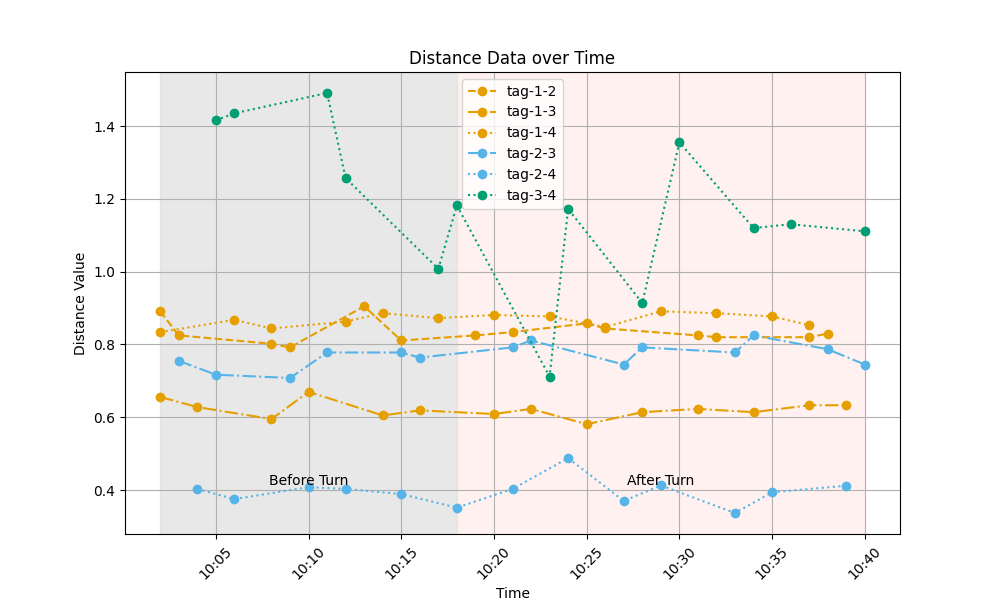 Distance Data over Time
tag-1-2
tag-1-3
tag-1-4
tag-2-3
tag-2-4
tag-3-4
Distance Value
1.4
1.2
1.0
0.8
0.6
0.4
Before Turn
After Turn
10:05
10:10
10:15
10:20
10:25
10:30
10:35
10:40
Time